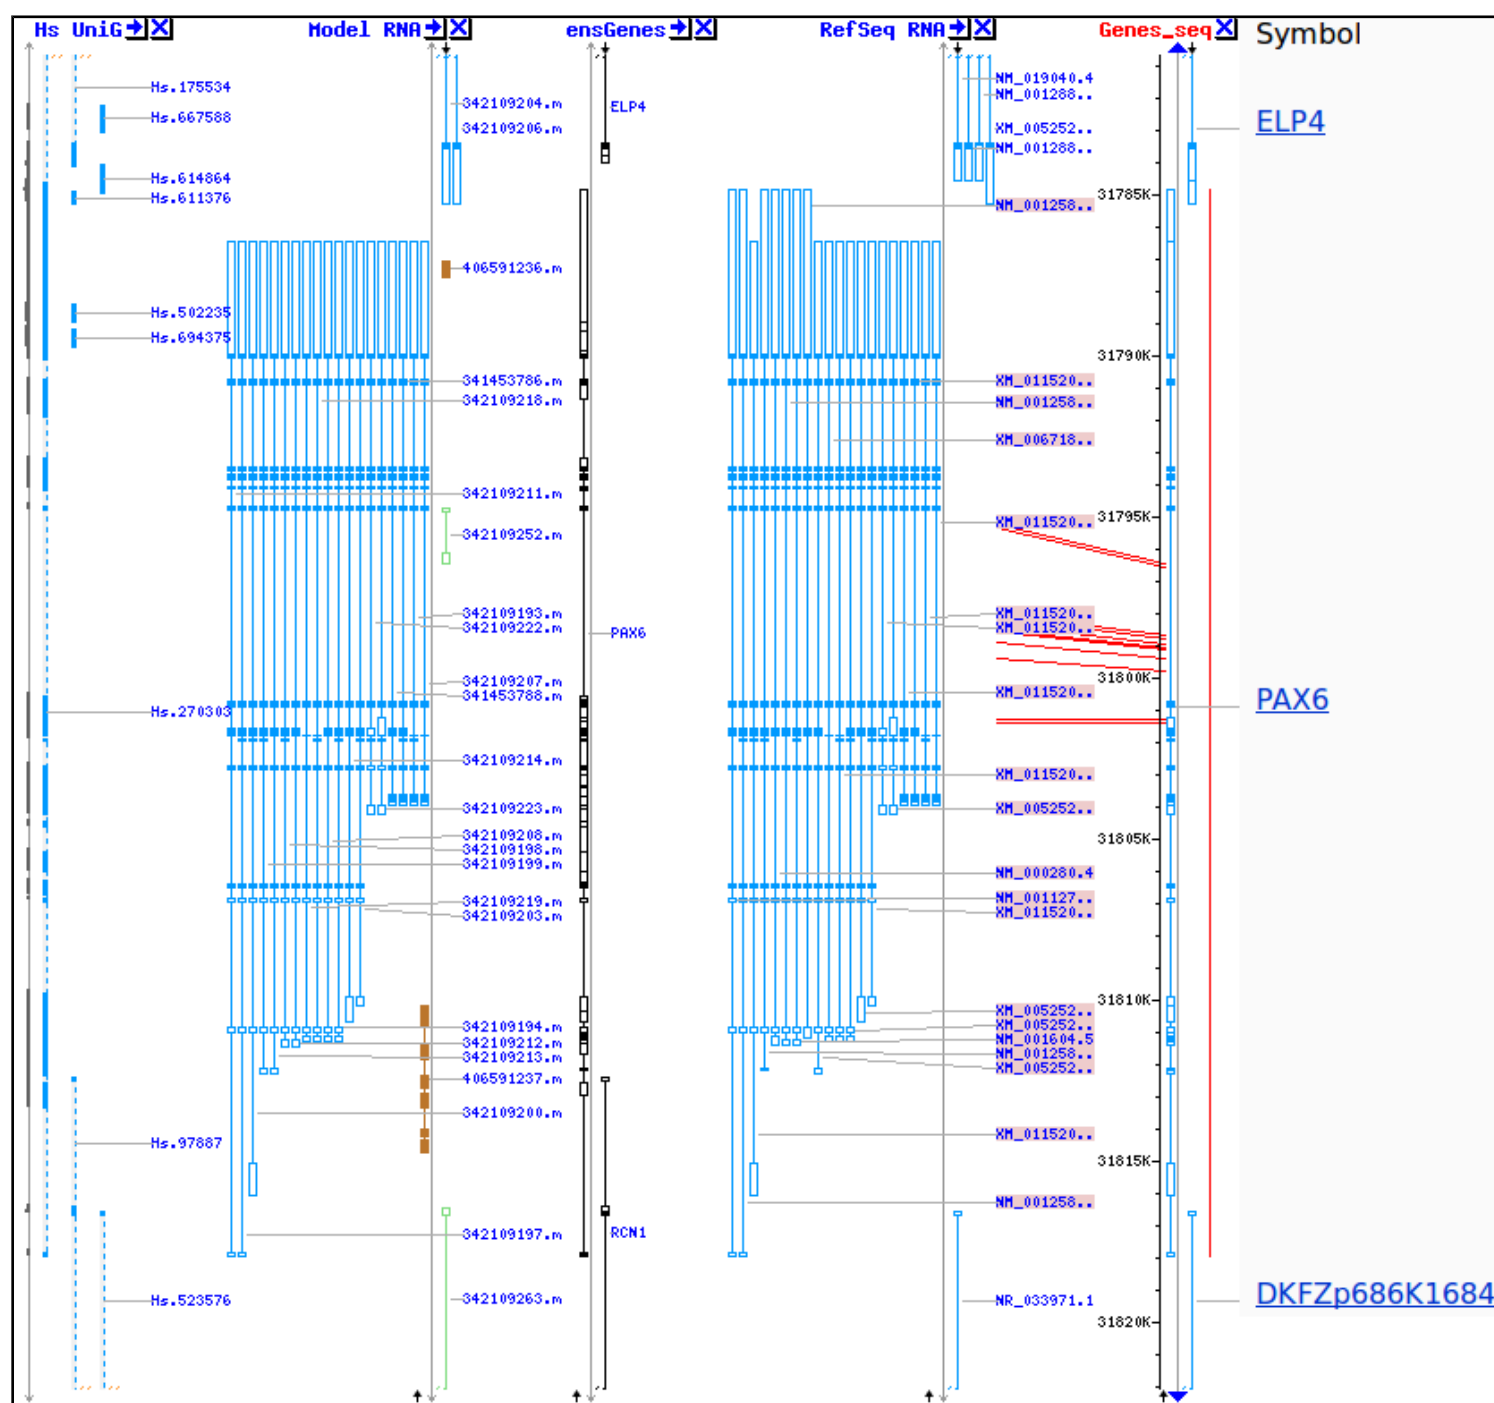 Hs UniG Model RNA ensGenes RefSeq RNA Genes_seq Symbol
Hs.175534
Hs.667588
Hs.614864
Hs.611376
Hs.502235
Hs.694375
Hs.270303
Hs.97887
Hs.523576
342109204.m
342109206.m
406591236.m
341453786.m
342109218.m
342109211.m
342109252.m
342109193.m
342109222.m
342109207.m
341453788.m
342109214.m
342109223.m
342109208.m
342109198.m
342109199.m
342109219.m
342109203.m
342109194.m
342109212.m
342109213.m
406591237.m
342109200.m
342109197.m
342109263.m
ELP4
PAX6
RCN1
NM_019040.4
NM_001288..
XM_005252..
NM_001288..
NM_001258..
XM_011520..
NM_001258..
XM_006718..
XM_011520..
XM_011520..
XM_011520..
XM_011520..
XM_011520..
XM_005252..
NM_000280.4
NM_001127..
XM_011520..
XM_005252..
XM_005252..
NM_001604.5
NM_001258..
XM_005252..
XM_011520..
NM_001258..
NR_033971.1
31785K
31790K
31795K
31800K
31805K
31810K
31815K
31820K
ELP4
PAX6
DKFZp686K1684